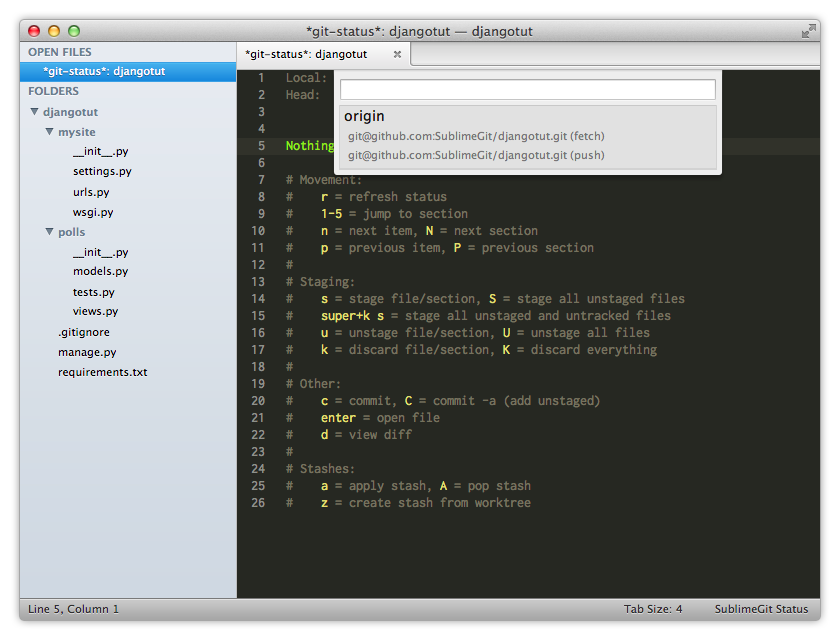 *git-status*: djangotut — djangotut
OPEN FILES
*git-status*: djangotut
FOLDERS
djangotut
mysite
__init__.py
settings.py
urls.py
wsgi.py
polls
__init__.py
models.py
tests.py
views.py
.gitignore
manage.py
requirements.txt
*git-status*: djangotut ×
origin
git@github.com:SublimeGit/djangotut.git (fetch)
git@github.com:SublimeGit/djangotut.git (push)
1 Local:
2 Head:
3
4
5 Nothing
6
7 # Movement:
8 # r = refresh status
9 # 1-5 = jump to section
10 # n = next item, N = next section
11 # p = previous item, P = previous section
12 #
13 # Staging:
14 # s = stage file/section, S = stage all unstaged files
15 # super+k s = stage all unstaged and untracked files
16 # u = unstage file/section, U = unstage all files
17 # k = discard file/section, K = discard everything
18 #
19 # Other:
20 # c = commit, C = commit -a (add unstaged)
21 # enter = open file
22 # d = view diff
23 #
24 # Stashes:
25 # a = apply stash, A = pop stash
26 # z = create stash from worktree
Line 5, Column 1
Tab Size: 4
SublimeGit Status